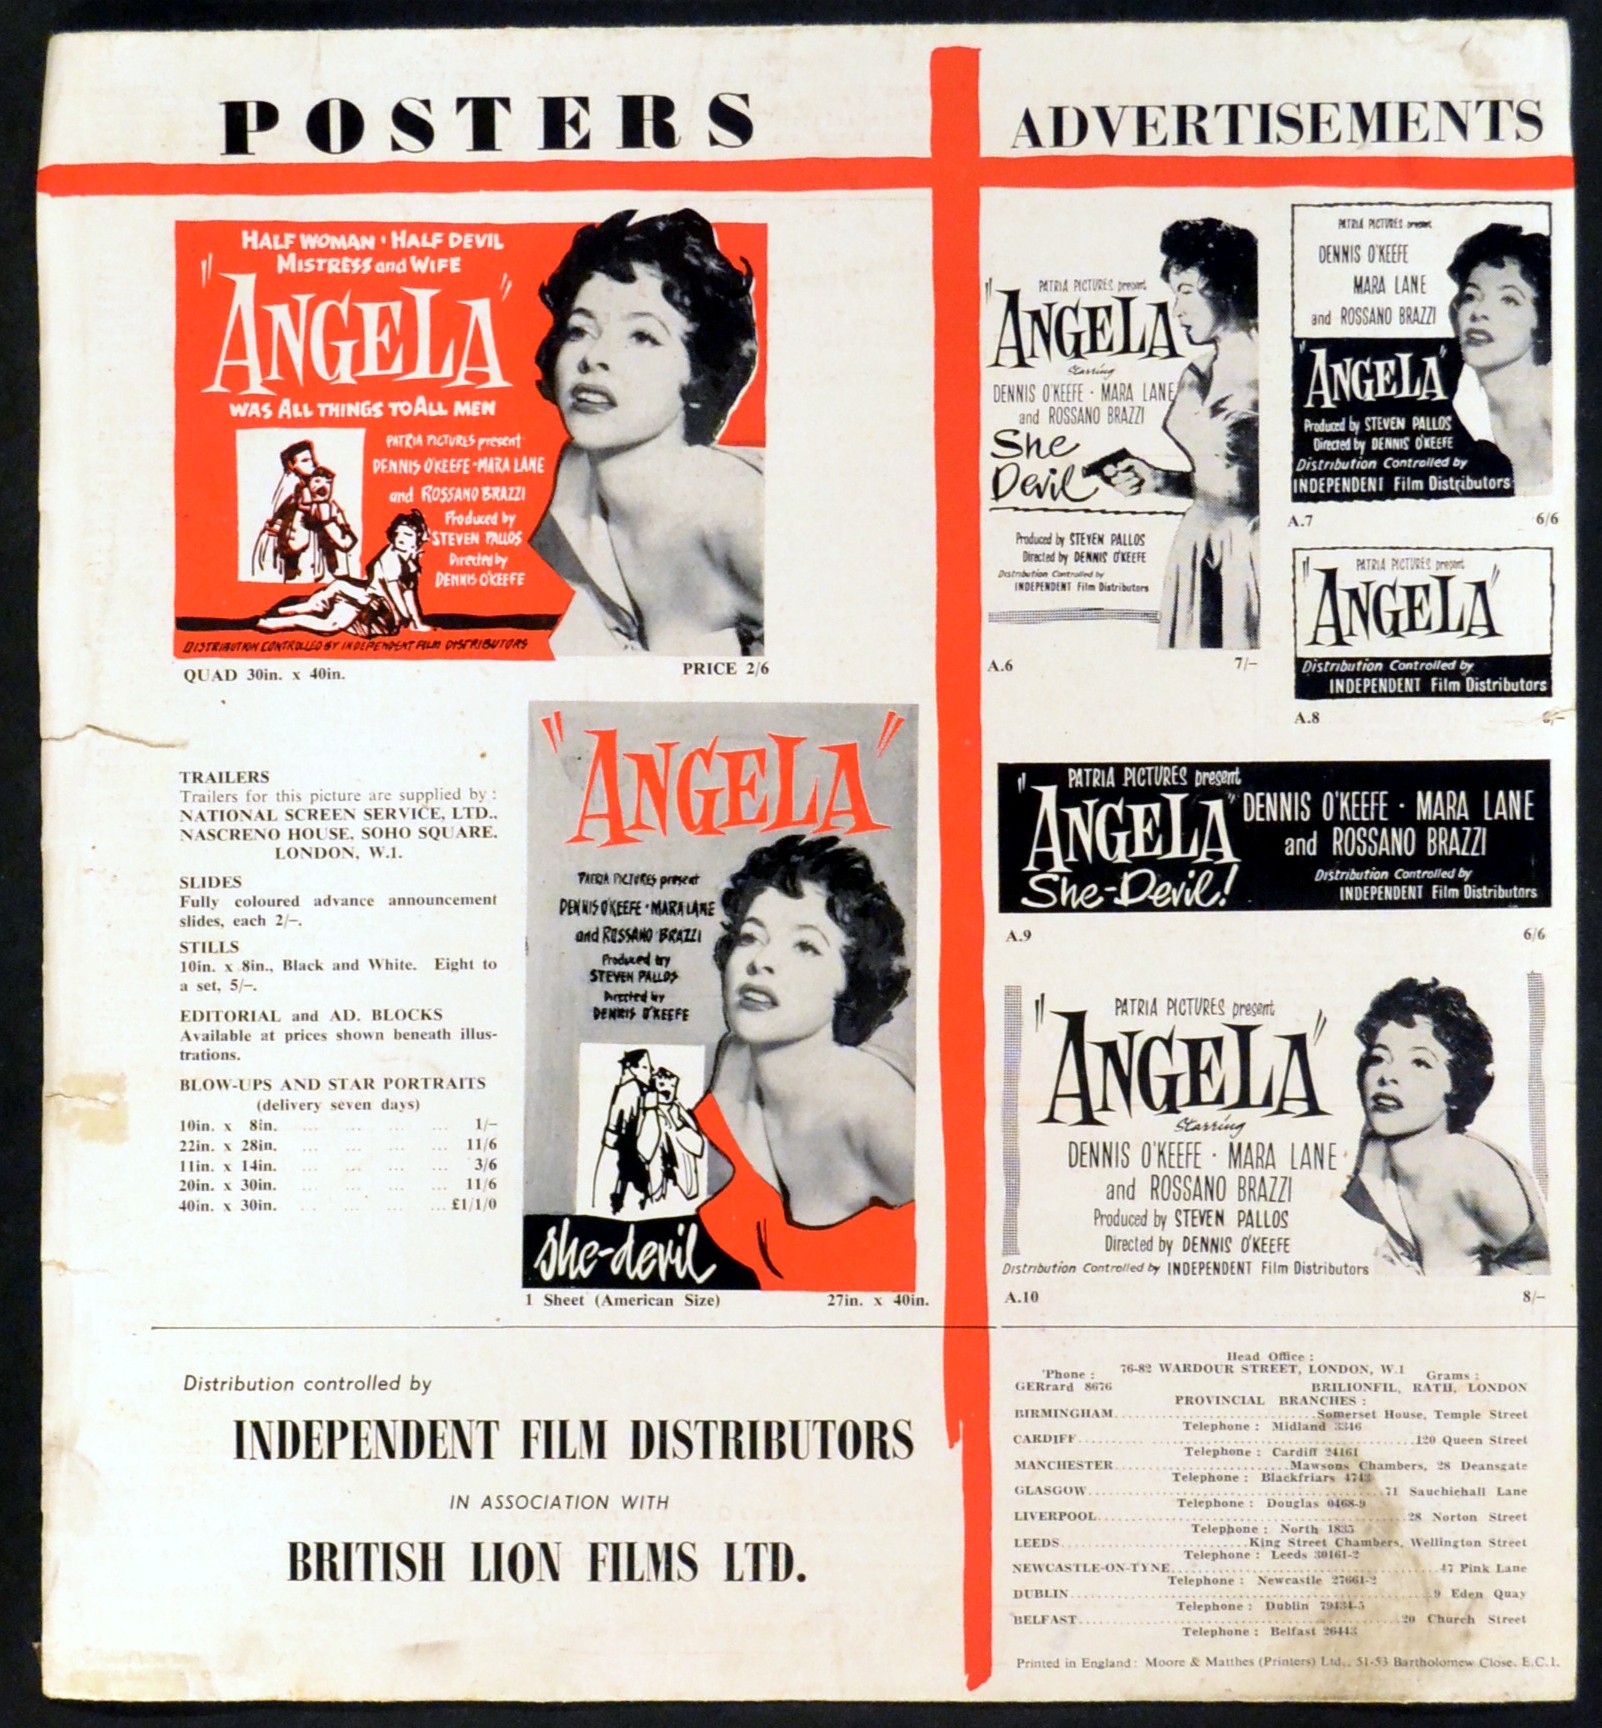 POSTERS
HALF WOMAN · HALF DEVIL
MISTRESS and WIFE
"ANGELA"
WAS ALL THINGS TO ALL MEN
PATRIA PICTURES present
DENNIS O'KEEFE · MARA LANE
and ROSSANO BRAZZI
Produced by
STEVEN PALLOS
Directed by
DENNIS O'KEEFE
DISTRIBUTION CONTROLLED BY INDEPENDENT FILM DISTRIBUTORS
QUAD 30in. x 40in. PRICE 2/6
TRAILERS
Trailers for this picture are supplied by :
NATIONAL SCREEN SERVICE, LTD.,
NASCRENO HOUSE, SOHO SQUARE,
LONDON, W.1.
SLIDES
Fully coloured advance announcement
slides, each 2/–.
STILLS
10in. x 8in., Black and White. Eight to
a set, 5/–.
EDITORIAL and AD. BLOCKS
Available at prices shown beneath illus-
trations.
BLOW-UPS AND STAR PORTRAITS
(delivery seven days)
10in. x 8in. ... ... ... ... 1/–
22in. x 28in. ... ... ... ... 11/6
11in. x 14in. ... ... ... ... 3/6
20in. x 30in. ... ... ... ... 11/6
40in. x 30in. ... ... ... ... £1/1/0
"ANGELA"
PATRIA PICTURES present
DENNIS O'KEEFE · MARA LANE
and ROSSANO BRAZZI
Produced by
STEVEN PALLOS
Directed by
DENNIS O'KEEFE
she-devil
1 Sheet (American Size) 27in. x 40in.
Distribution controlled by
INDEPENDENT FILM DISTRIBUTORS
IN ASSOCIATION WITH
BRITISH LION FILMS LTD.
ADVERTISEMENTS
PATRIA PICTURES present
"ANGELA"
Starring
DENNIS O'KEEFE · MARA LANE
and ROSSANO BRAZZI
She
Devil
Produced by STEVEN PALLOS
Directed by DENNIS O'KEEFE
Distribution Controlled by
INDEPENDENT Film Distributors
A.6 7/–
PATRIA PICTURES present
DENNIS O'KEEFE
MARA LANE
and ROSSANO BRAZZI
"ANGELA"
Produced by STEVEN PALLOS
Directed by DENNIS O'KEEFE
Distribution Controlled by
INDEPENDENT Film Distributors
A.7 6/6
PATRIA PICTURES present
"ANGELA"
Distribution Controlled by
INDEPENDENT Film Distributors
A.8
PATRIA PICTURES present
"ANGELA"
She-Devil!
DENNIS O'KEEFE · MARA LANE
and ROSSANO BRAZZI
Distribution Controlled by
INDEPENDENT Film Distributors
A.9 6/6
PATRIA PICTURES present
"ANGELA"
Starring
DENNIS O'KEEFE · MARA LANE
and ROSSANO BRAZZI
Produced by STEVEN PALLOS
Directed by DENNIS O'KEEFE
Distribution Controlled by INDEPENDENT Film Distributors
A.10 8/–
Head Office :
76-82 WARDOUR STREET, LONDON, W.1
'Phone : Grams :
GERrard 8676 BRILIONFIL, RATH, LONDON
PROVINCIAL BRANCHES :
BIRMINGHAM........Somerset House, Temple Street
Telephone : Midland 3346
CARDIFF........120 Queen Street
Telephone : Cardiff 24161
MANCHESTER........Mawsons Chambers, 28 Deansgate
Telephone : Blackfriars
GLASGOW........71 Sauchiehall Lane
Telephone : Douglas 0468-9
LIVERPOOL........28 Norton Street
Telephone : North 1835
LEEDS........King Street Chambers, Wellington Street
Telephone : Leeds 30161-2
NEWCASTLE-ON-TYNE........47 Pink Lane
Telephone : Newcastle 27661-2
DUBLIN........9 Eden Quay
Telephone : Dublin 79434-5
BELFAST........20 Church Street
Telephone : Belfast 26443
Printed in England : Moore & Matthes (Printers) Ltd., 51-53 Bartholomew Close, E.C.1.